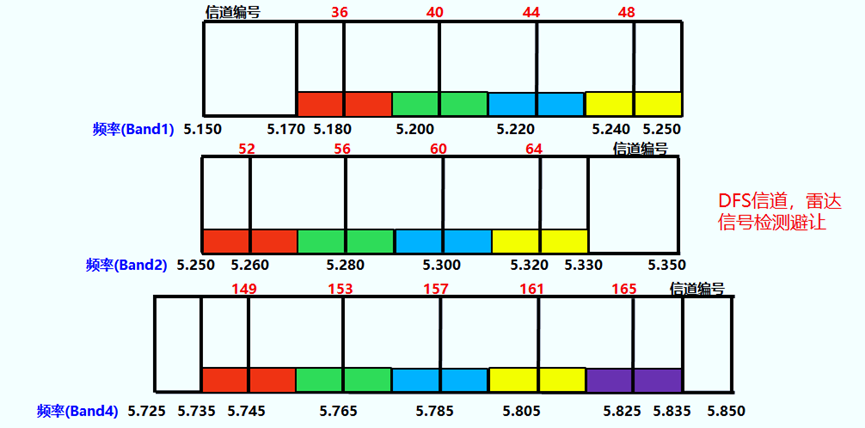 信道编号 36 40 44 48
频率(Band1) 5.150 5.170 5.180 5.200 5.220 5.240 5.250
52 56 60 64 信道编号
DFS信道，雷达
信号检测避让
频率(Band2) 5.250 5.260 5.280 5.300 5.320 5.330 5.350
149 153 157 161 165 信道编号
频率(Band4) 5.725 5.735 5.745 5.765 5.785 5.805 5.825 5.835 5.850